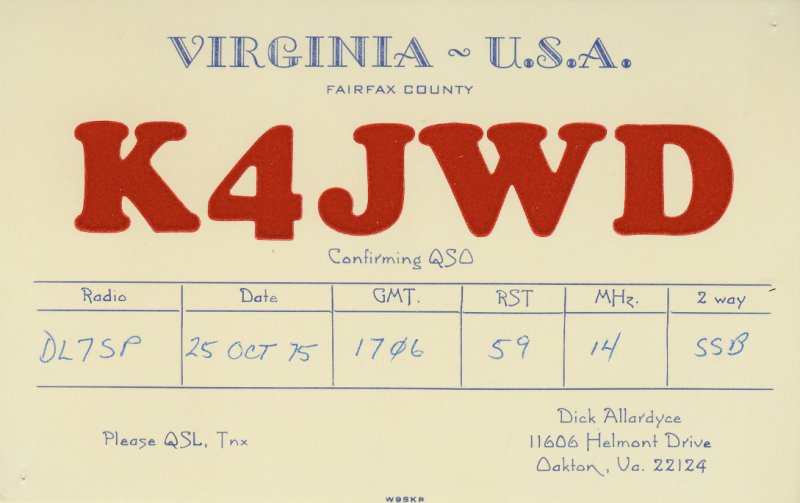 VIRGINIA ~ U.S.A.
FAIRFAX COUNTY
K4JWD
Confirming QSO
Radio Date GMT. RST MHz. 2 way
DL7SP 25 OCT 75 1706 59 14 SSB
Please QSL, Tnx
Dick Allardyce
11606 Helmont Drive
Oakton, Va. 22124
W9SKR